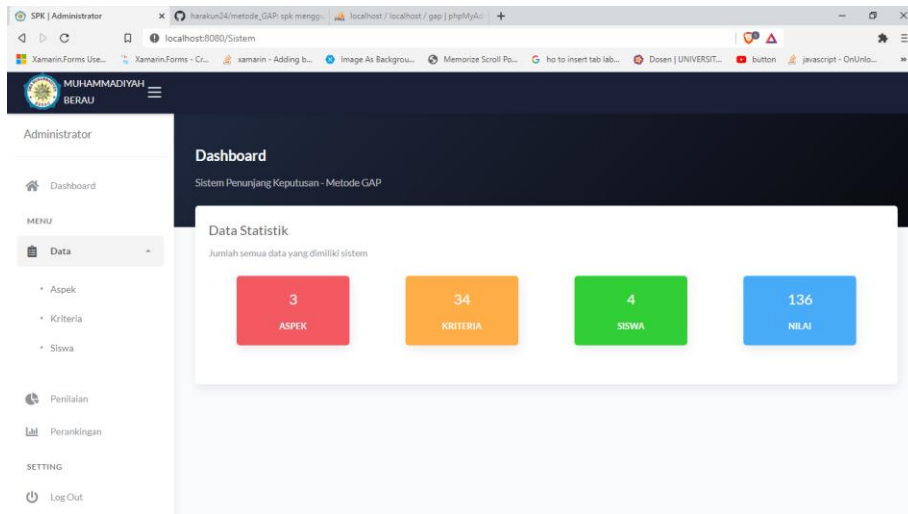 SPK | Administrator
harakun24/metode_GAP: spk menggu
localhost / localhost / gap | phpMyAd
localhost:8080/Sistem
Xamarin.Forms Use...
Xamarin.Forms - Cr...
xamarin - Adding b...
Image As Backgrou...
Memorize Scroll Po...
ho to insert tab lab...
Dosen | UNIVERSIT...
button
javascript - OnUnlo...
MUHAMMADIYAH
BERAU
Administrator
Dashboard
MENU
Data
Aspek
Kriteria
Siswa
Penilaian
Perankingan
SETTING
Log Out
Dashboard
Sistem Penunjang Keputusan - Metode GAP
Data Statistik
Jumlah semua data yang dimiliki sistem
3
ASPEK
34
KRITERIA
4
SISWA
136
NILAI